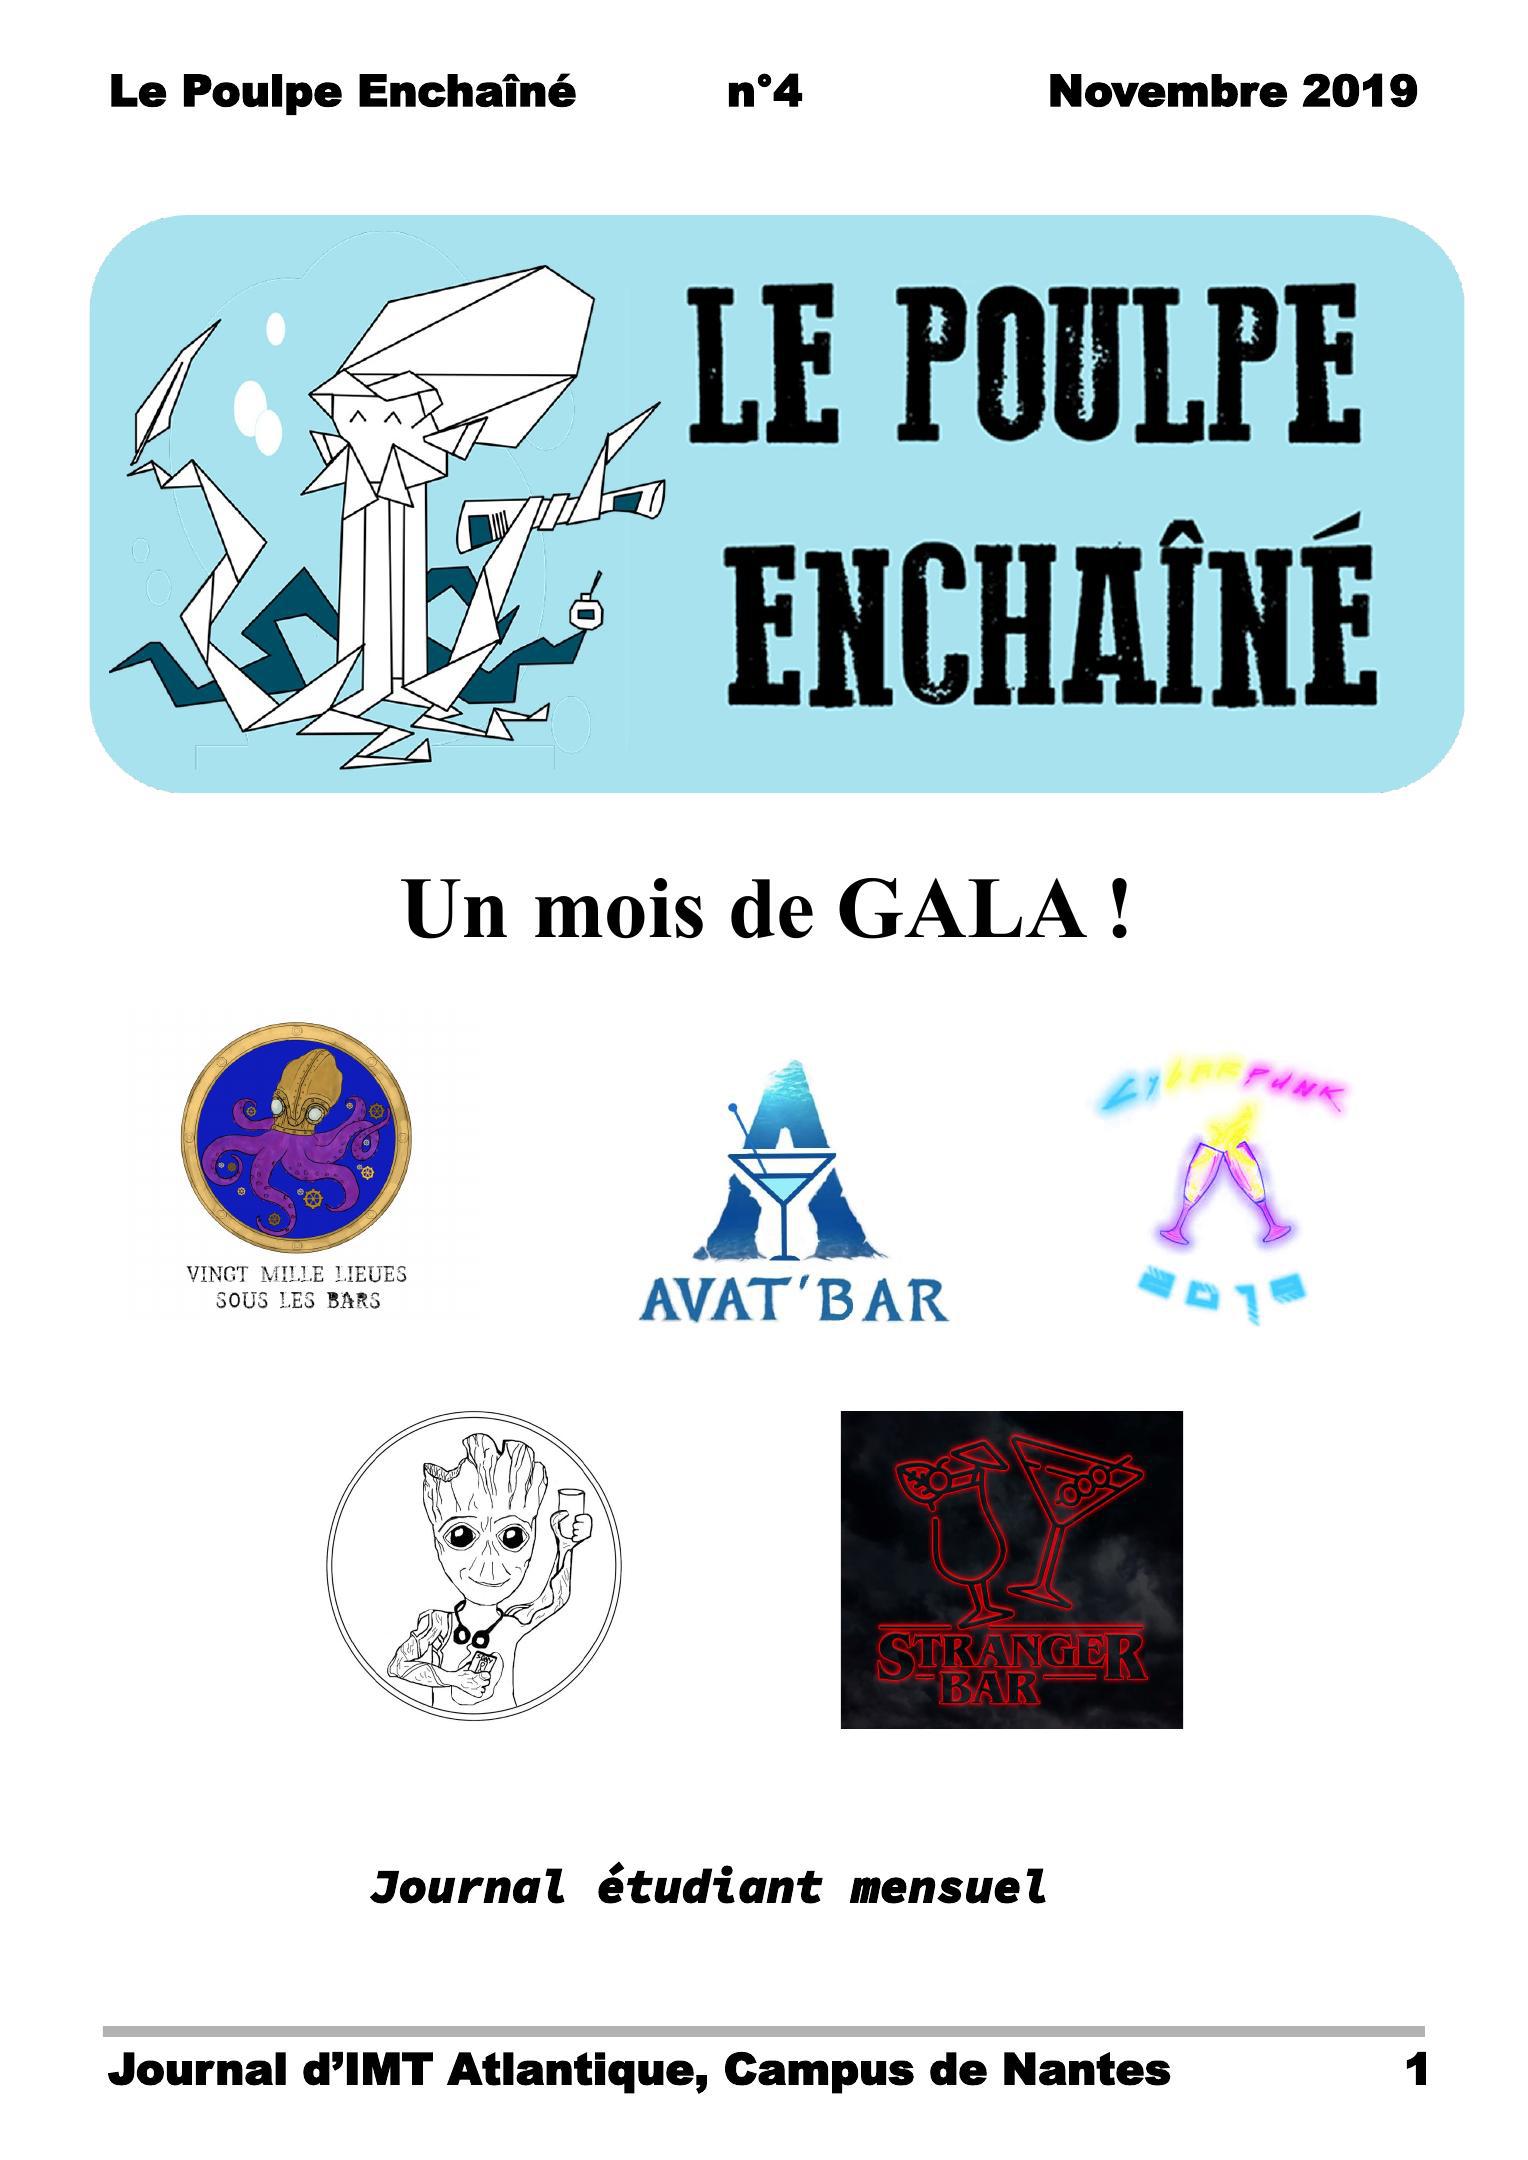 Le Poulpe Enchaîné n°4 Novembre 2019
LE POULPE
ENCHAÎNÉ
Un mois de GALA !
CYBERPUNK
VINGT MILLE LIEUES
SOUS LES BARS
AVAT'BAR
STRANGER
BAR
Journal étudiant mensuel
Journal d’IMT Atlantique, Campus de Nantes 1